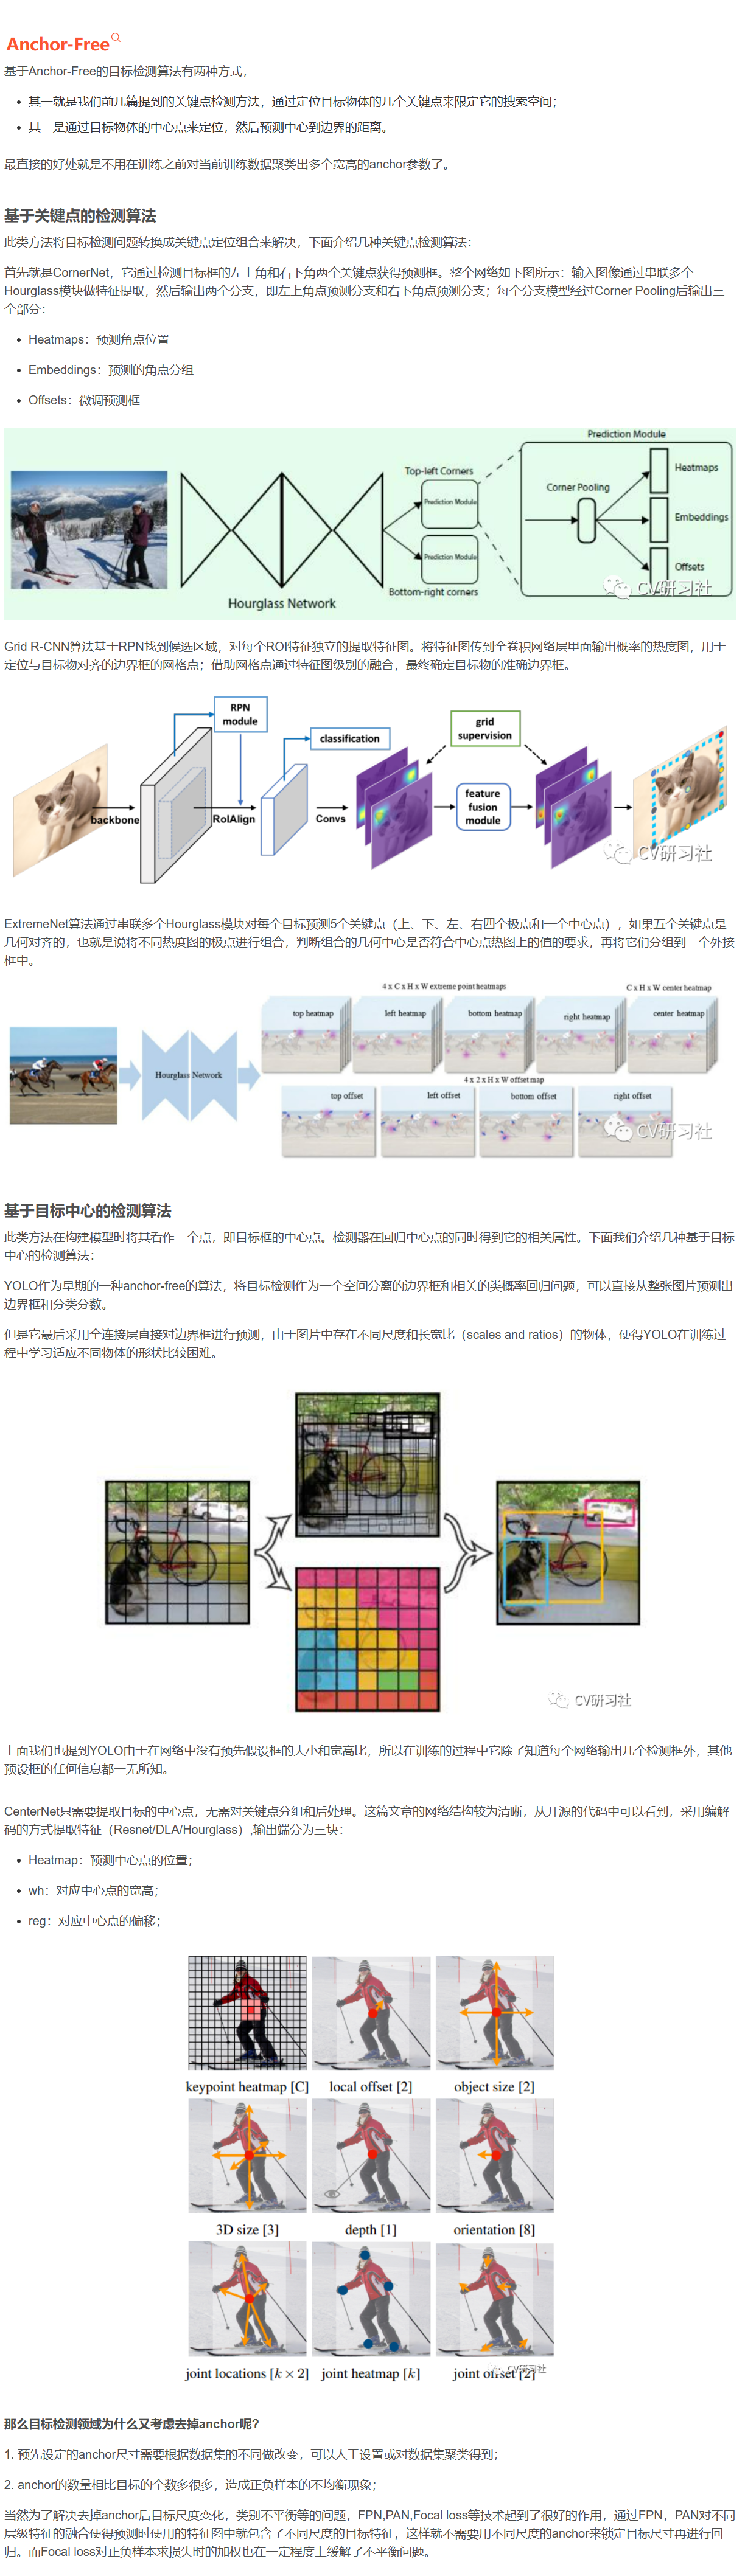 Anchor-Free
基于Anchor-Free的目标检测算法有两种方式，
• 其一就是我们前几篇提到的关键点检测方法，通过定位目标物体的几个关键点来限定它的搜索空间；
• 其二是通过目标物体的中心点来定位，然后预测中心到边界的距离。
最直接的好处就是不用在训练之前对当前训练数据聚类出多个宽高的anchor参数了。
基于关键点的检测算法
此类方法将目标检测问题转换成关键点定位组合来解决，下面介绍几种关键点检测算法：
首先就是CornerNet，它通过检测目标框的左上角和右下角两个关键点获得预测框。整个网络如下图所示：输入图像通过串联多个
Hourglass模块做特征提取，然后输出两个分支，即左上角点预测分支和右下角点预测分支；每个分支模型经过Corner Pooling后输出三
个部分：
• Heatmaps：预测角点位置
• Embeddings：预测的角点分组
• Offsets：微调预测框
Prediction Module
Top-left Corners
Heatmaps
Corner Pooling
Prediction Module
Embeddings
Prediction Module
Offsets
CV研习社
Bottom-right corners
Hourglass Network
Grid R-CNN算法基于RPN找到候选区域，对每个ROI特征独立的提取特征图。将特征图传到全卷积网络层里面输出概率的热度图，用于
定位与目标物对齐的边界框的网格点；借助网格点通过特征图级别的融合，最终确定目标物的准确边界框。
RPN
module
grid
supervision
classification
feature
fusion
module
backbone
RoIAlign
Convs
CV研习社
ExtremeNet算法通过串联多个Hourglass模块对每个目标预测5个关键点（上、下、左、右四个极点和一个中心点），如果五个关键点是
几何对齐的，也就是说将不同热度图的极点进行组合，判断组合的几何中心是否符合中心点热图上的值的要求，再将它们分组到一个外接
框中。
4 x C x H x W extreme point heatmaps
C x H x W center heatmap
top heatmap
left heatmap
bottom heatmap
right heatmap
center heatmap
Hourglass Network
4 x 2 x H x W offset map
top offset
left offset
bottom offset
right offset
CV研习社
基于目标中心的检测算法
此类方法在构建模型时将其看作一个点，即目标框的中心点。检测器在回归中心点的同时得到它的相关属性。下面我们介绍几种基于目标
中心的检测算法：
YOLO作为早期的一种anchor-free的算法，将目标检测作为一个空间分离的边界框和相关的类概率回归问题，可以直接从整张图片预测出
边界框和分类分数。
但是它最后采用全连接层直接对边界框进行预测，由于图片中存在不同尺度和长宽比（scales and ratios）的物体，使得YOLO在训练过
程中学习适应不同物体的形状比较困难。
CV研习社
上面我们也提到YOLO由于在网络中没有预先假设框的大小和宽高比，所以在训练的过程中它除了知道每个网络输出几个检测框外，其他
预设框的任何信息都一无所知。
CenterNet只需要提取目标的中心点，无需对关键点分组和后处理。这篇文章的网络结构较为清晰，从开源的代码中可以看到，采用编解
码的方式提取特征（Resnet/DLA/Hourglass）,输出端分为三块：
• Heatmap：预测中心点的位置；
• wh：对应中心点的宽高；
• reg：对应中心点的偏移；
keypoint heatmap [C]
local offset [2]
object size [2]
3D size [3]
depth [1]
orientation [8]
joint locations [k × 2]
joint heatmap [k]
joint offset [2]
CV研习社
那么目标检测领域为什么又考虑去掉anchor呢？
1. 预先设定的anchor尺寸需要根据数据集的不同做改变，可以人工设置或对数据集聚类得到；
2. anchor的数量相比目标的个数多很多，造成正负样本的不均衡现象；
当然为了解决去掉anchor后目标尺度变化，类别不平衡等的问题，FPN,PAN,Focal loss等技术起到了很好的作用，通过FPN，PAN对不同
层级特征的融合使得预测时使用的特征图中就包含了不同尺度的目标特征，这样就不需要用不同尺度的anchor来锁定目标尺寸再进行回
归。而Focal loss对正负样本求损失时的加权也在一定程度上缓解了不平衡问题。